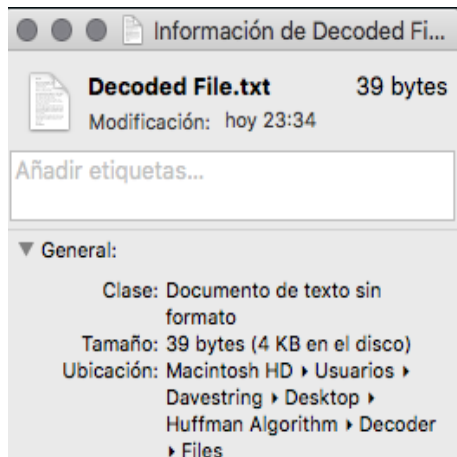 Información de Decoded Fi...
Decoded File.txt 39 bytes
Modificación: hoy 23:34
Añadir etiquetas...
▼ General:
Clase: Documento de texto sin
formato
Tamaño: 39 bytes (4 KB en el disco)
Ubicación: Macintosh HD ▸ Usuarios ▸
Davestring ▸ Desktop ▸
Huffman Algorithm ▸ Decoder
▸ Files